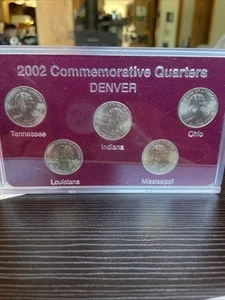 2002 Commemorative Quarters
DENVER
Tennessee
Indiana
Ohio
Louisiana
Mississippi